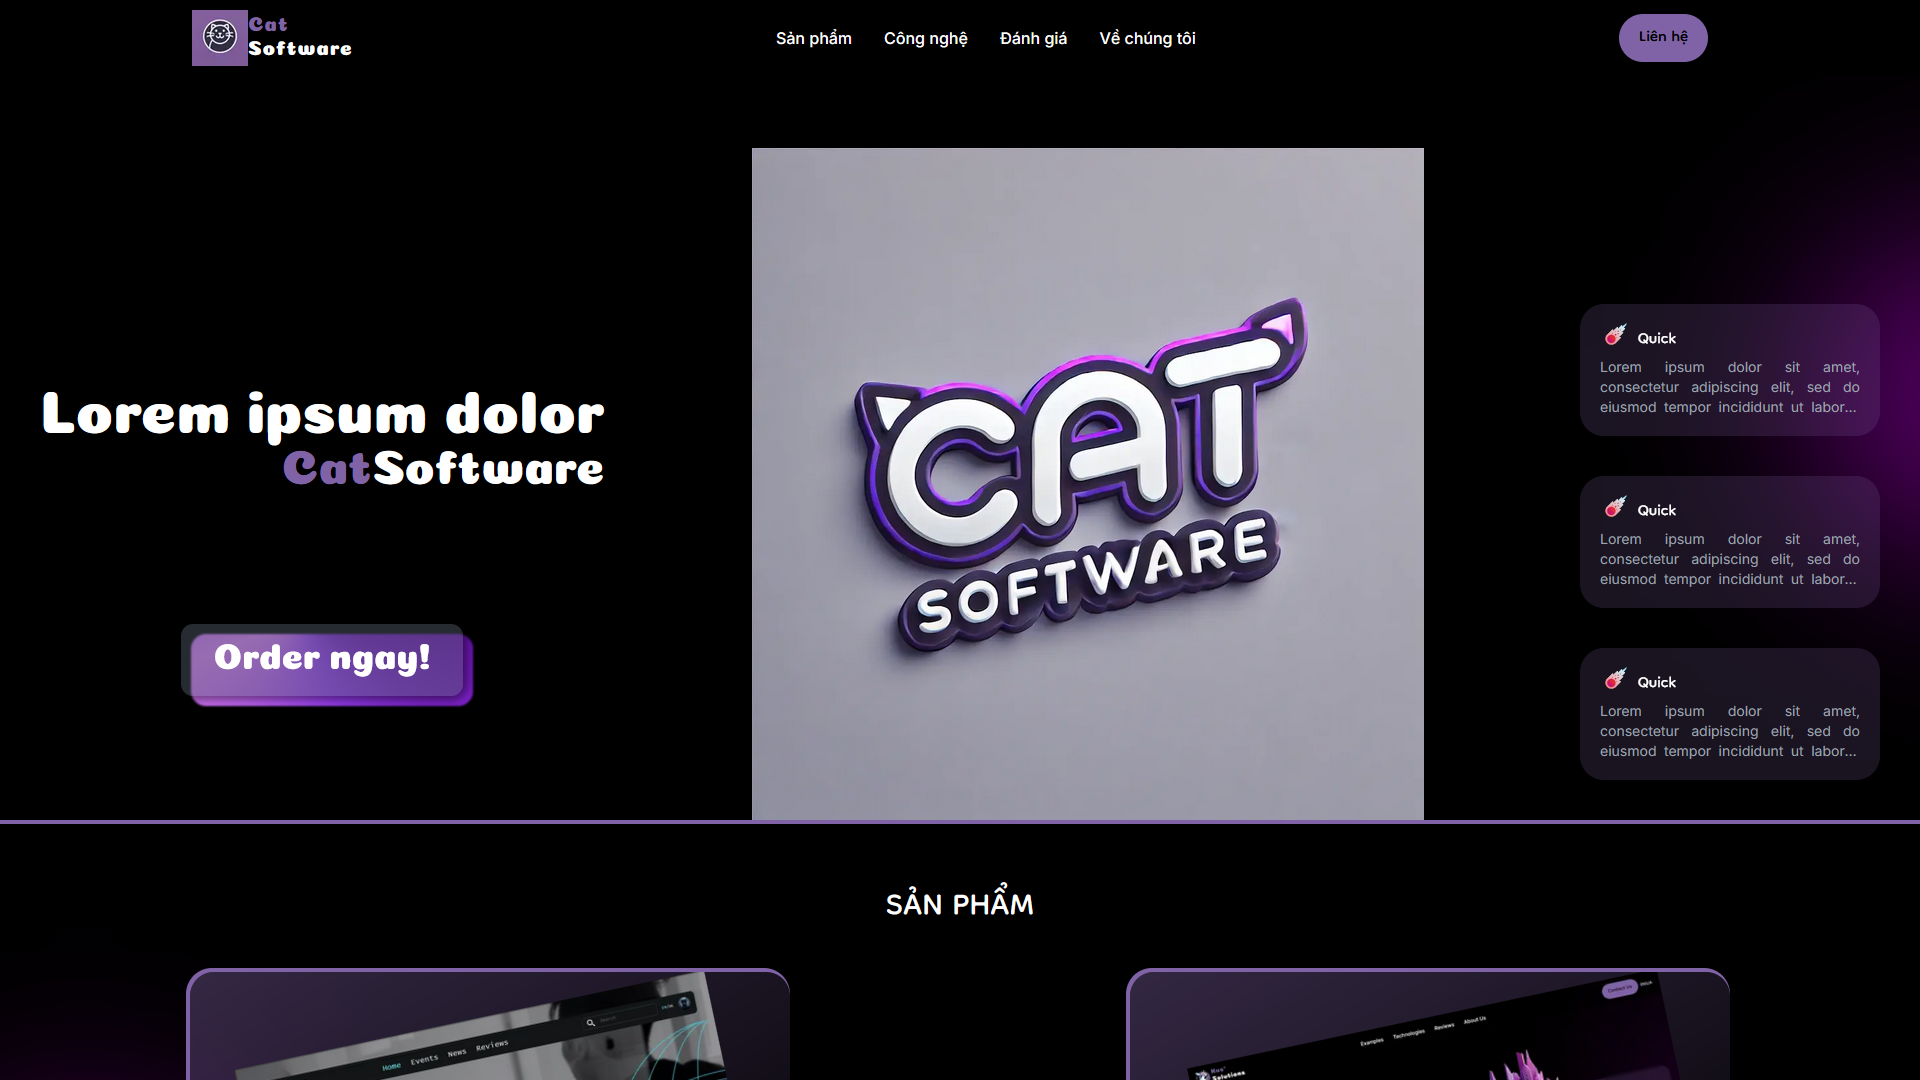 Cat
Software
Sản phẩm
Công nghệ
Đánh giá
Về chúng tôi
Liên hệ
Lorem ipsum dolor
CatSoftware
Order ngay!
CAT
SOFTWARE
Quick
Lorem ipsum dolor sit amet,
consectetur adipiscing elit, sed do
eiusmod tempor incididunt ut labor...
Quick
Lorem ipsum dolor sit amet,
consectetur adipiscing elit, sed do
eiusmod tempor incididunt ut labor...
Quick
Lorem ipsum dolor sit amet,
consectetur adipiscing elit, sed do
eiusmod tempor incididunt ut labor...
SẢN PHẨM
Home Events News Reviews
Search
Examples Technologies Reviews About Us
Contact Us
Solutions